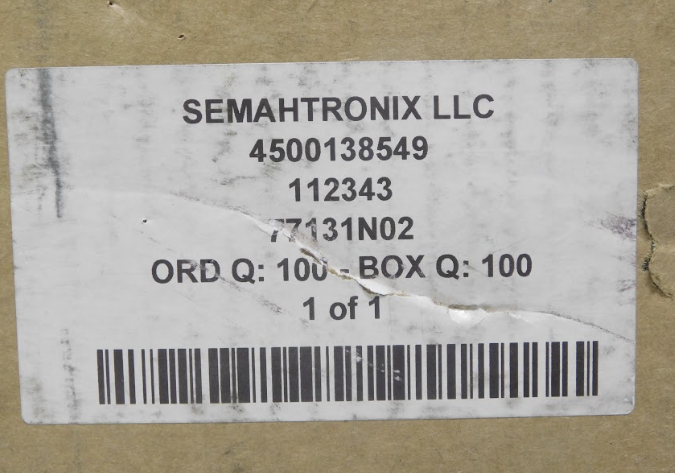 SEMAHTRONIX LLC
4500138549
112343
77131N02
ORD Q: 100 - BOX Q: 100
1 of 1